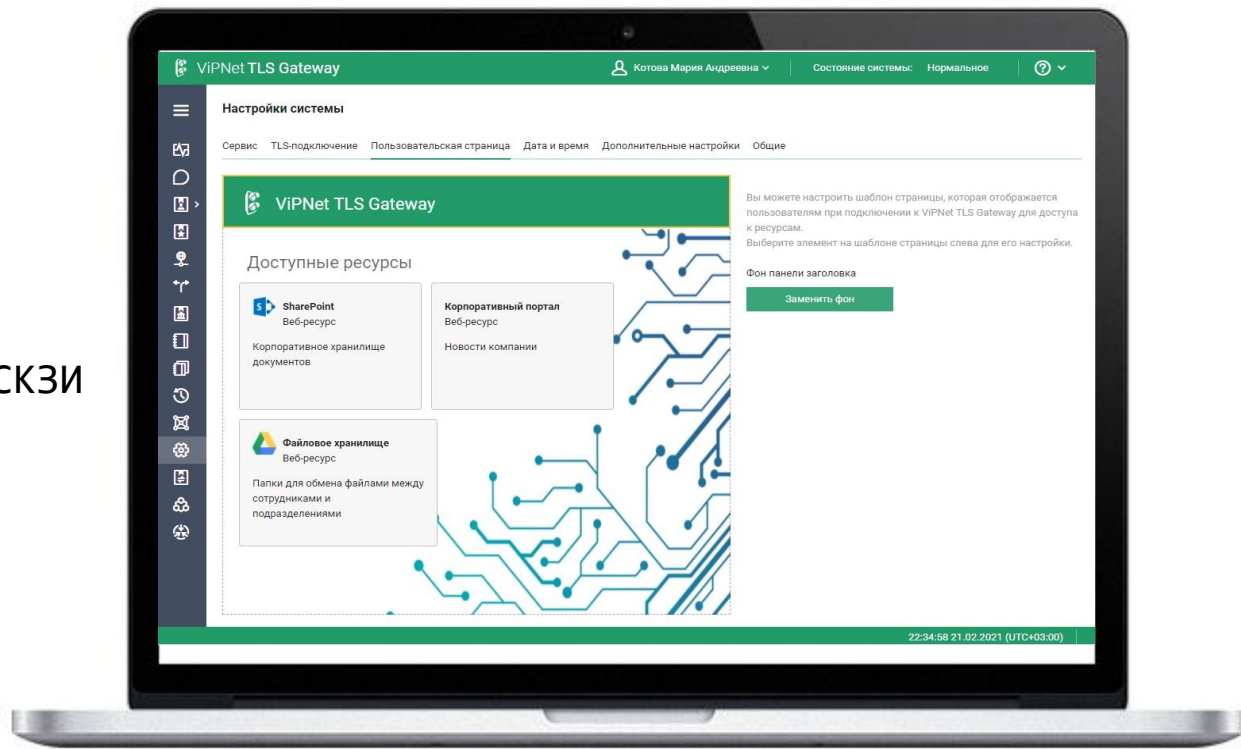 СКЗИ
ViPNet TLS Gateway
Котова Мария Андреевна
Состояние системы: Нормальное
Настройки системы
Сервис TLS-подключение Пользовательская страница Дата и время Дополнительные настройки Общие
ViPNet TLS Gateway
Доступные ресурсы
SharePoint
Веб-ресурс
Корпоративное хранилище
документов
Корпоративный портал
Веб-ресурс
Новости компании
Файловое хранилище
Веб-ресурс
Папки для обмена файлами между
сотрудниками и
подразделениями
Вы можете настроить шаблон страницы, которая отображается
пользователям при подключении к ViPNet TLS Gateway для доступа
к ресурсам.
Выберите элемент на шаблоне страницы слева для его настройки.
Фон панели заголовка
Заменить фон
22:34:58 21.02.2021 (UTC+03:00)